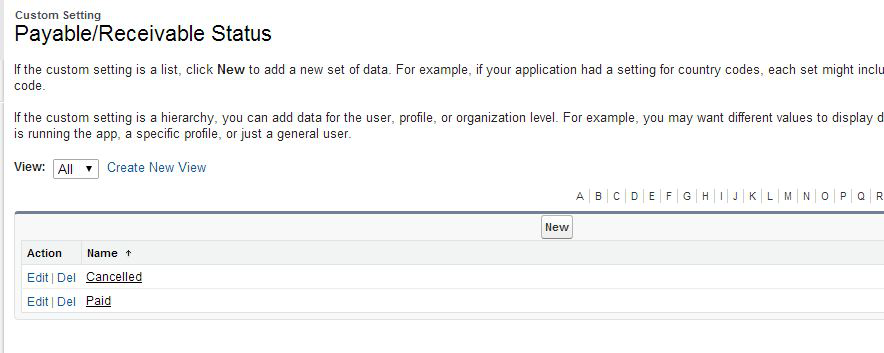 Custom Setting
Payable/Receivable Status
If the custom setting is a list, click New to add a new set of data. For example, if your application had a setting for country codes, each set might inclu
code.
If the custom setting is a hierarchy, you can add data for the user, profile, or organization level. For example, you may want different values to display d
is running the app, a specific profile, or just a general user.
View: All Create New View
A | B | C | D | E | F | G | H | I | J | K | L | M | N | O | P | Q | R
New
Action Name ↑
Edit | Del Cancelled
Edit | Del Paid